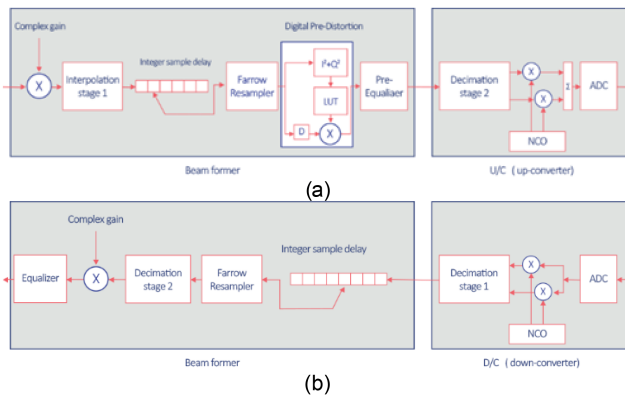 Complex gain
Digital Pre-Distortion
X
Interpolation
stage 1
Integer sample delay
Farrow
Resampler
I²+Q²
LUT
D
X
Pre-
Equaliaer
Decimation
stage 2
X
X
Σ
ADC
NCO
Beam former
U/C ( up-converter)
(a)
Complex gain
Equalizer
X
Decimation
stage 2
Farrow
Resampler
Integer sample delay
Decimation
stage 1
X
X
ADC
NCO
Beam former
D/C ( down-converter)
(b)